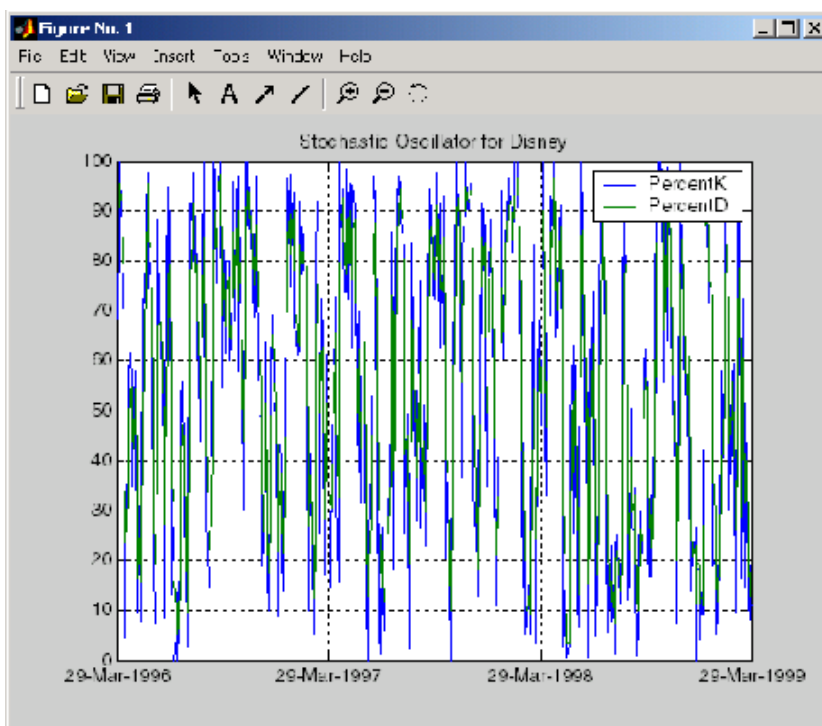 Figure No. 1
File Edit View Insert Tools Window Help
A
Stochastic Oscillator for Disney
PercentK
PercentD
100
90
80
70
60
50
40
30
20
10
0
29-Mar-1996 29-Mar-1997 29-Mar-1998 29-Mar-1999